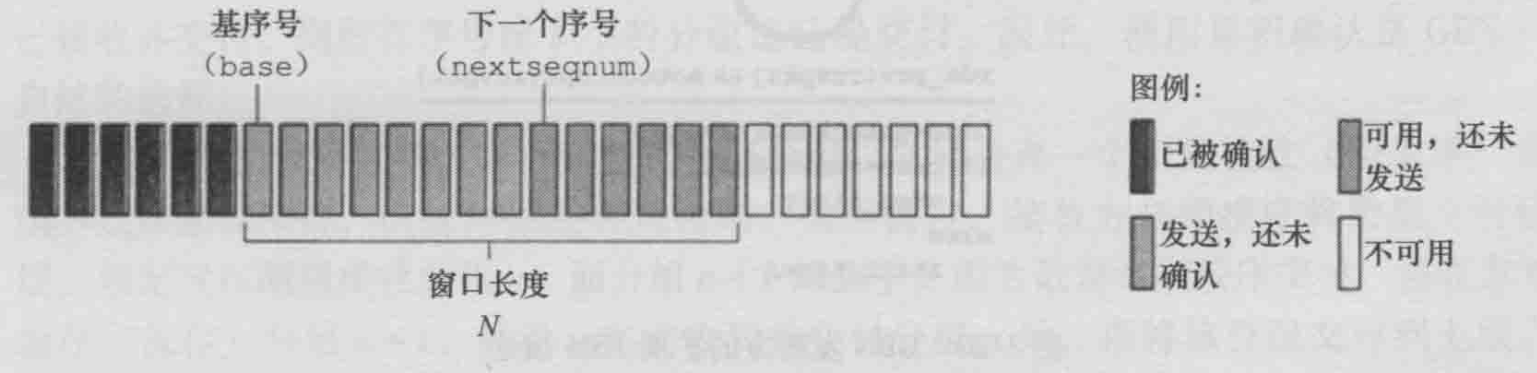 基序号
(base)
下一个序号
(nextseqnum)
窗口长度
N
图例:
已被确认
可用，还未
发送
发送，还未
确认
不可用